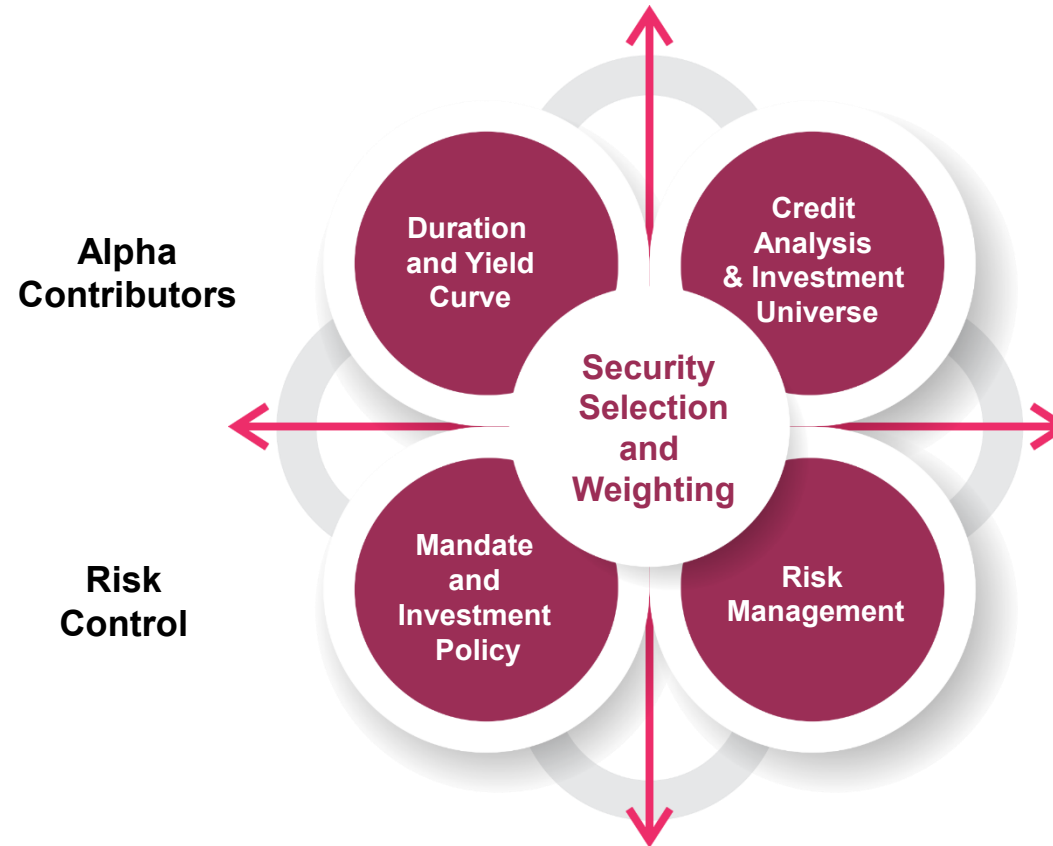 Alpha
Contributors
Duration
and Yield
Curve
Credit
Analysis
& Investment
Universe
Security
Selection
and
Weighting
Risk
Control
Mandate
and
Investment
Policy
Risk
Management